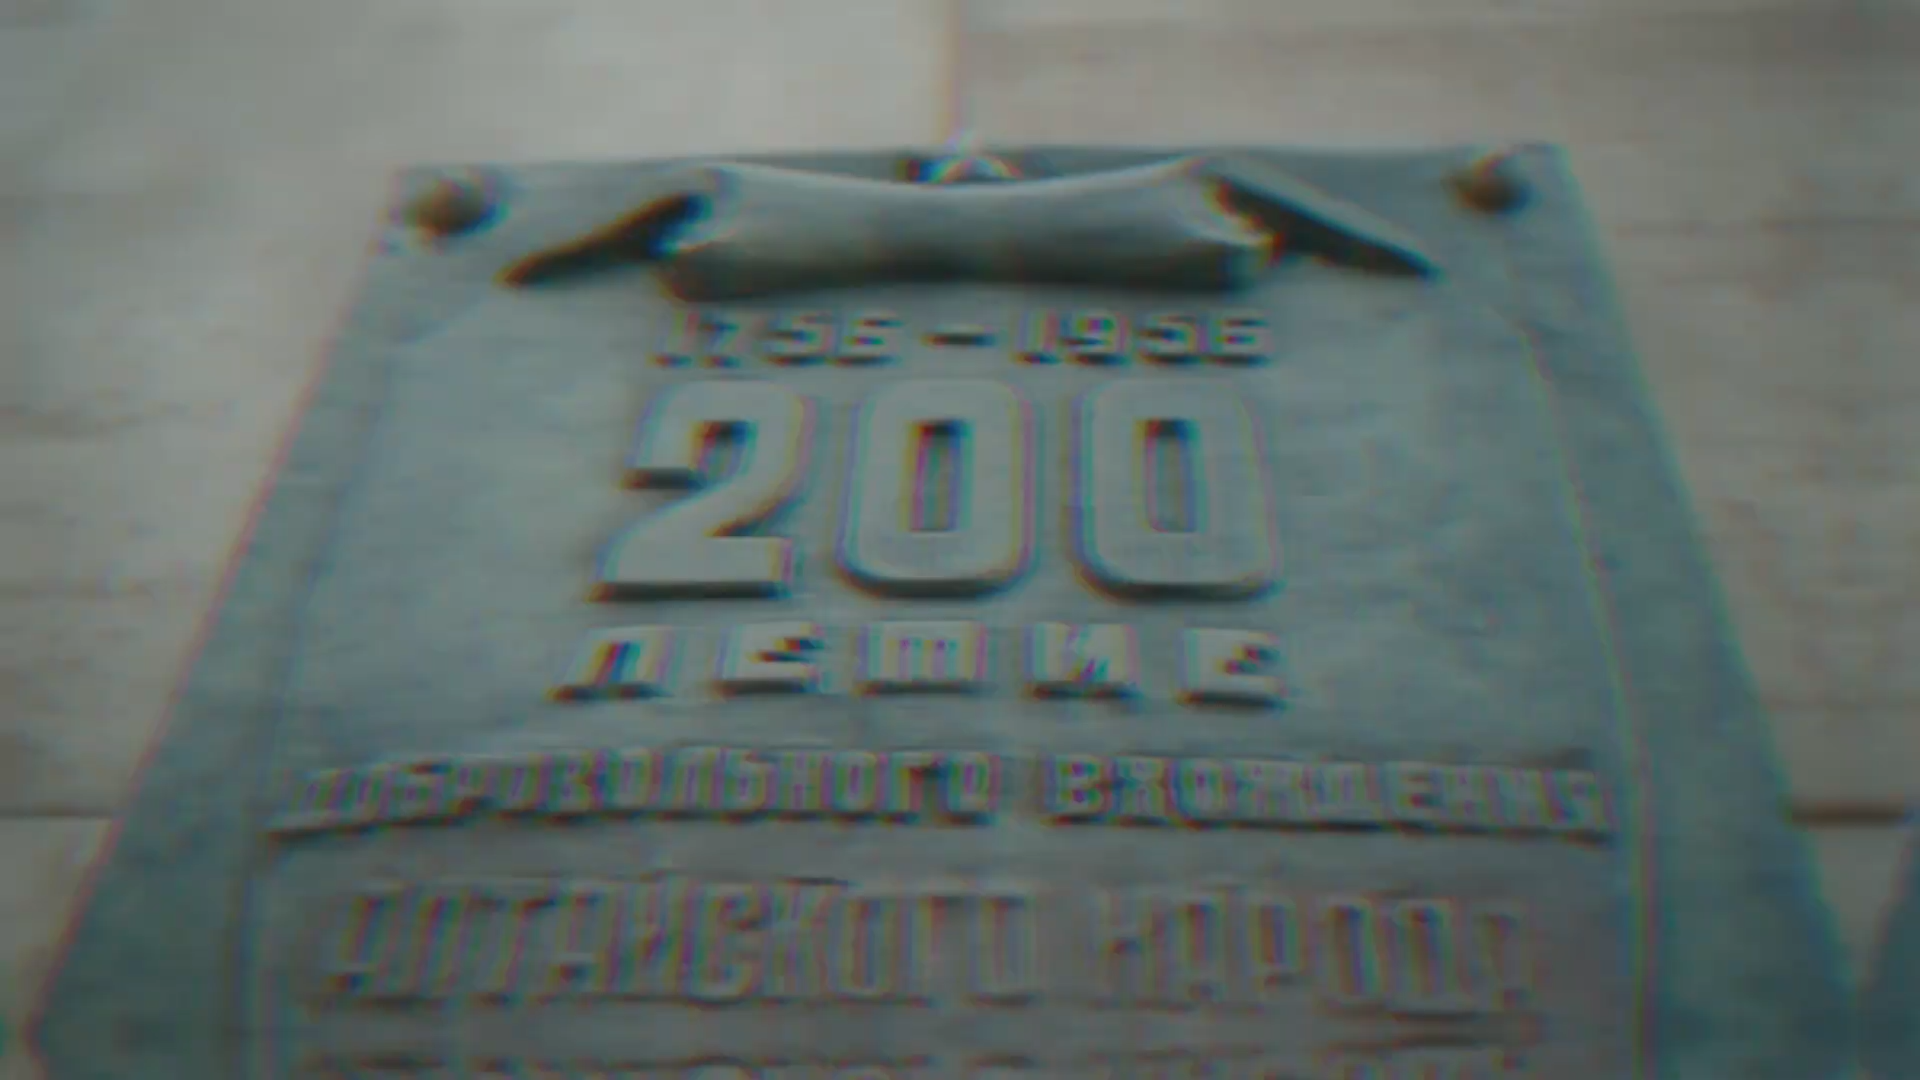 1756 – 1956
200
ЛЕТИЕ
ДОБРОВОЛЬНОГО ВХОЖДЕНИЯ
АЛТАЙСКОГО НАРОДА